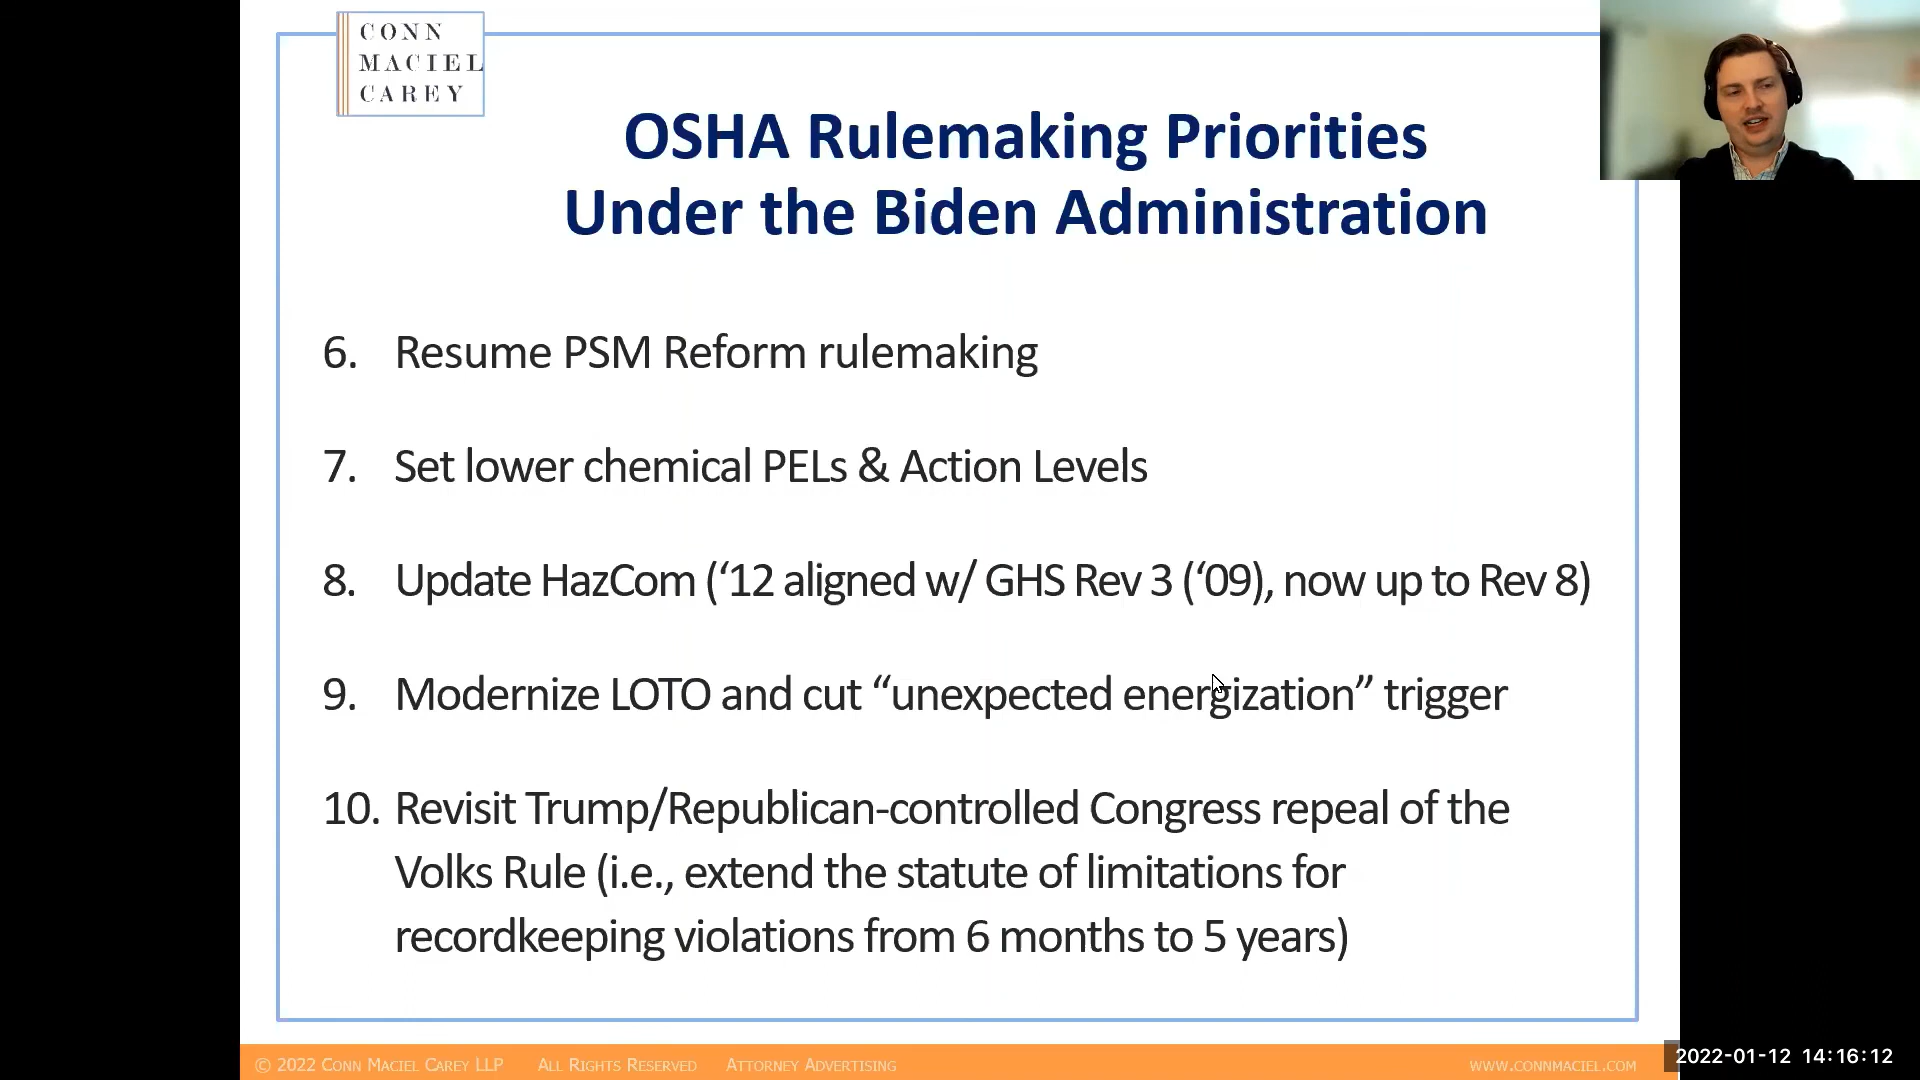 CONN
MACIEL
CAREY
OSHA Rulemaking Priorities
Under the Biden Administration
6. Resume PSM Reform rulemaking
7. Set lower chemical PELs & Action Levels
8. Update HazCom (‘12 aligned w/ GHS Rev 3 (‘09), now up to Rev 8)
9. Modernize LOTO and cut “unexpected energization” trigger
10. Revisit Trump/Republican-controlled Congress repeal of the
Volks Rule (i.e., extend the statute of limitations for
recordkeeping violations from 6 months to 5 years)
© 2022 CONN MACIEL CAREY LLP ALL RIGHTS RESERVED ATTORNEY ADVERTISING WWW.CONNMACIEL.COM
2022-01-12 14:16:12